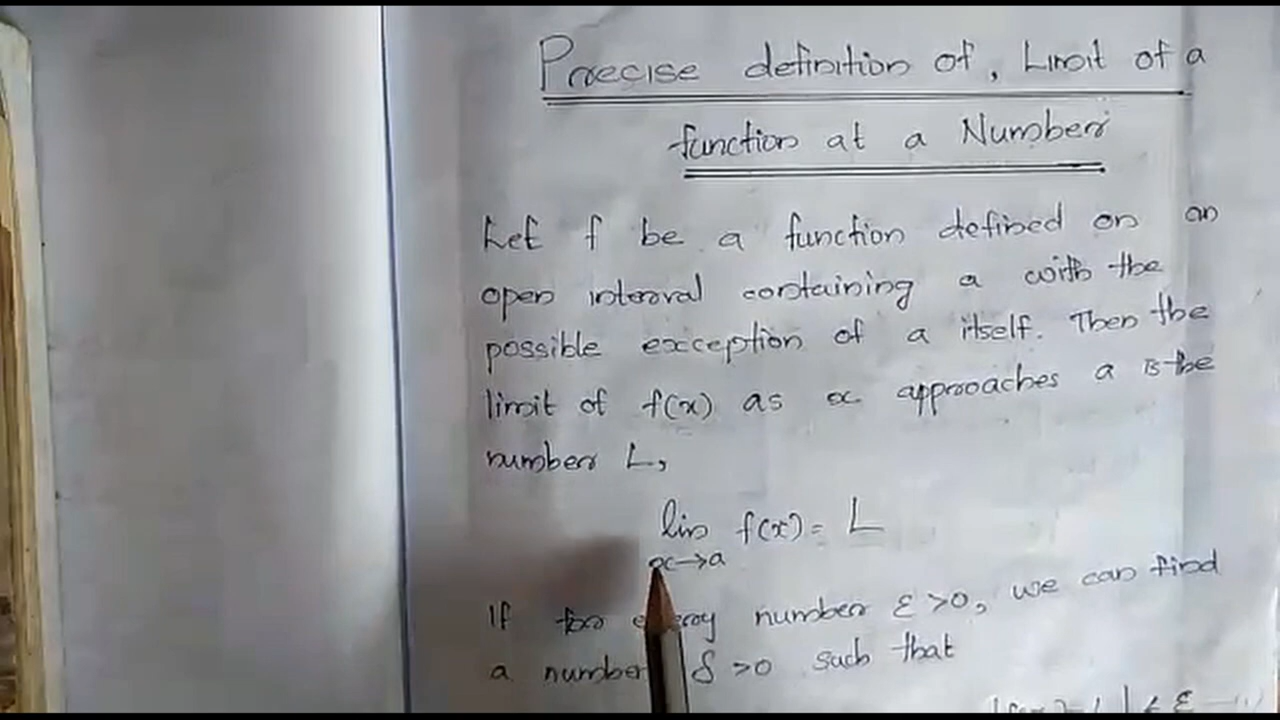 Precise definition of, Limit of a
function at a Number
Let f be a function defined on an
open interval containing a with the
possible exception of a itself. Then the
limit of f(x) as x approaches a is the
number L,
lim f(x) = L
x→a
If for every number ε >0, we can find
a number δ >0 such that